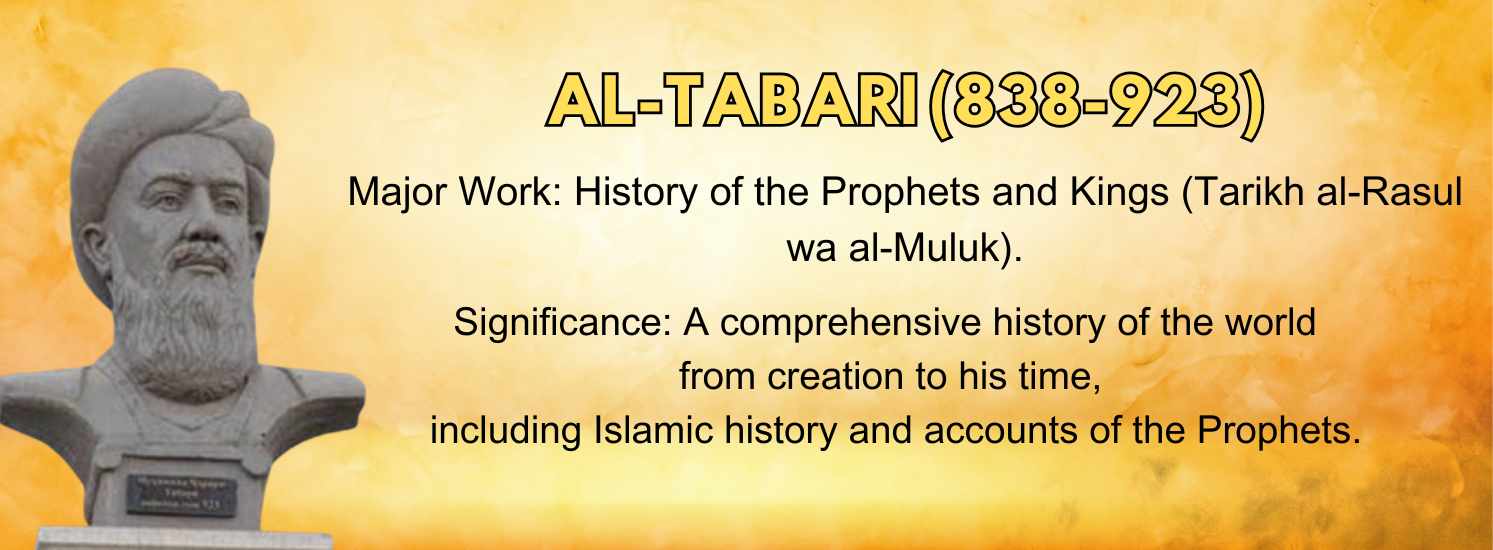 AL-TABARI (838-923)
Major Work: History of the Prophets and Kings (Tarikh al-Rasul
wa al-Muluk).
Significance: A comprehensive history of the world
from creation to his time,
including Islamic history and accounts of the Prophets.
923